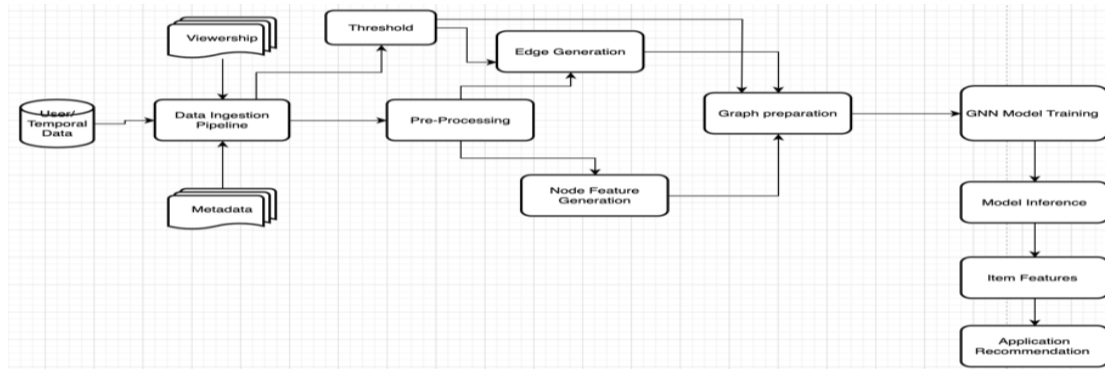 Viewership
Threshold
Edge Generation
User/
Temporal
Data
Data Ingestion
Pipeline
Pre-Processing
Graph preparation
GNN Model Training
Metadata
Node Feature
Generation
Model Inference
Item Features
Application
Recommendation